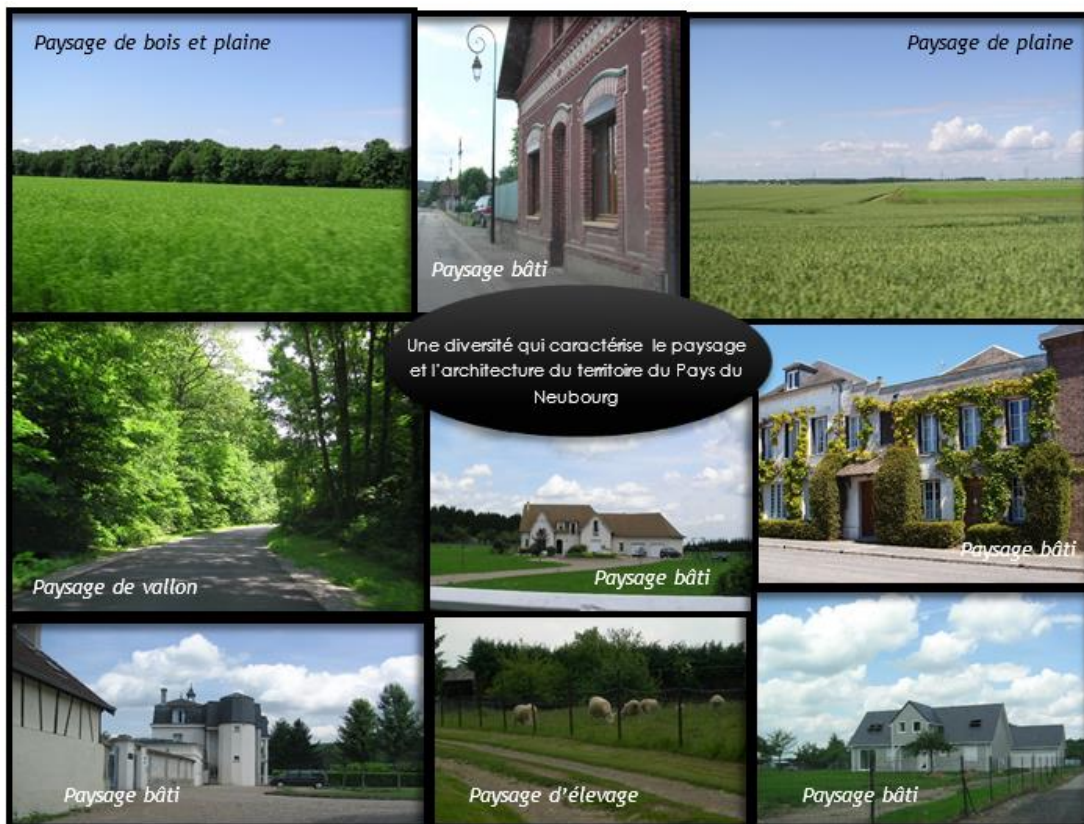 Paysage de bois et plaine
Paysage bâti
Paysage de plaine
Une diversité qui caractérise le paysage
et l'architecture du territoire du Pays du
Neubourg
Paysage de vallon
Paysage bâti
Paysage bâti
Paysage bâti
Paysage d'élevage
Paysage bâti